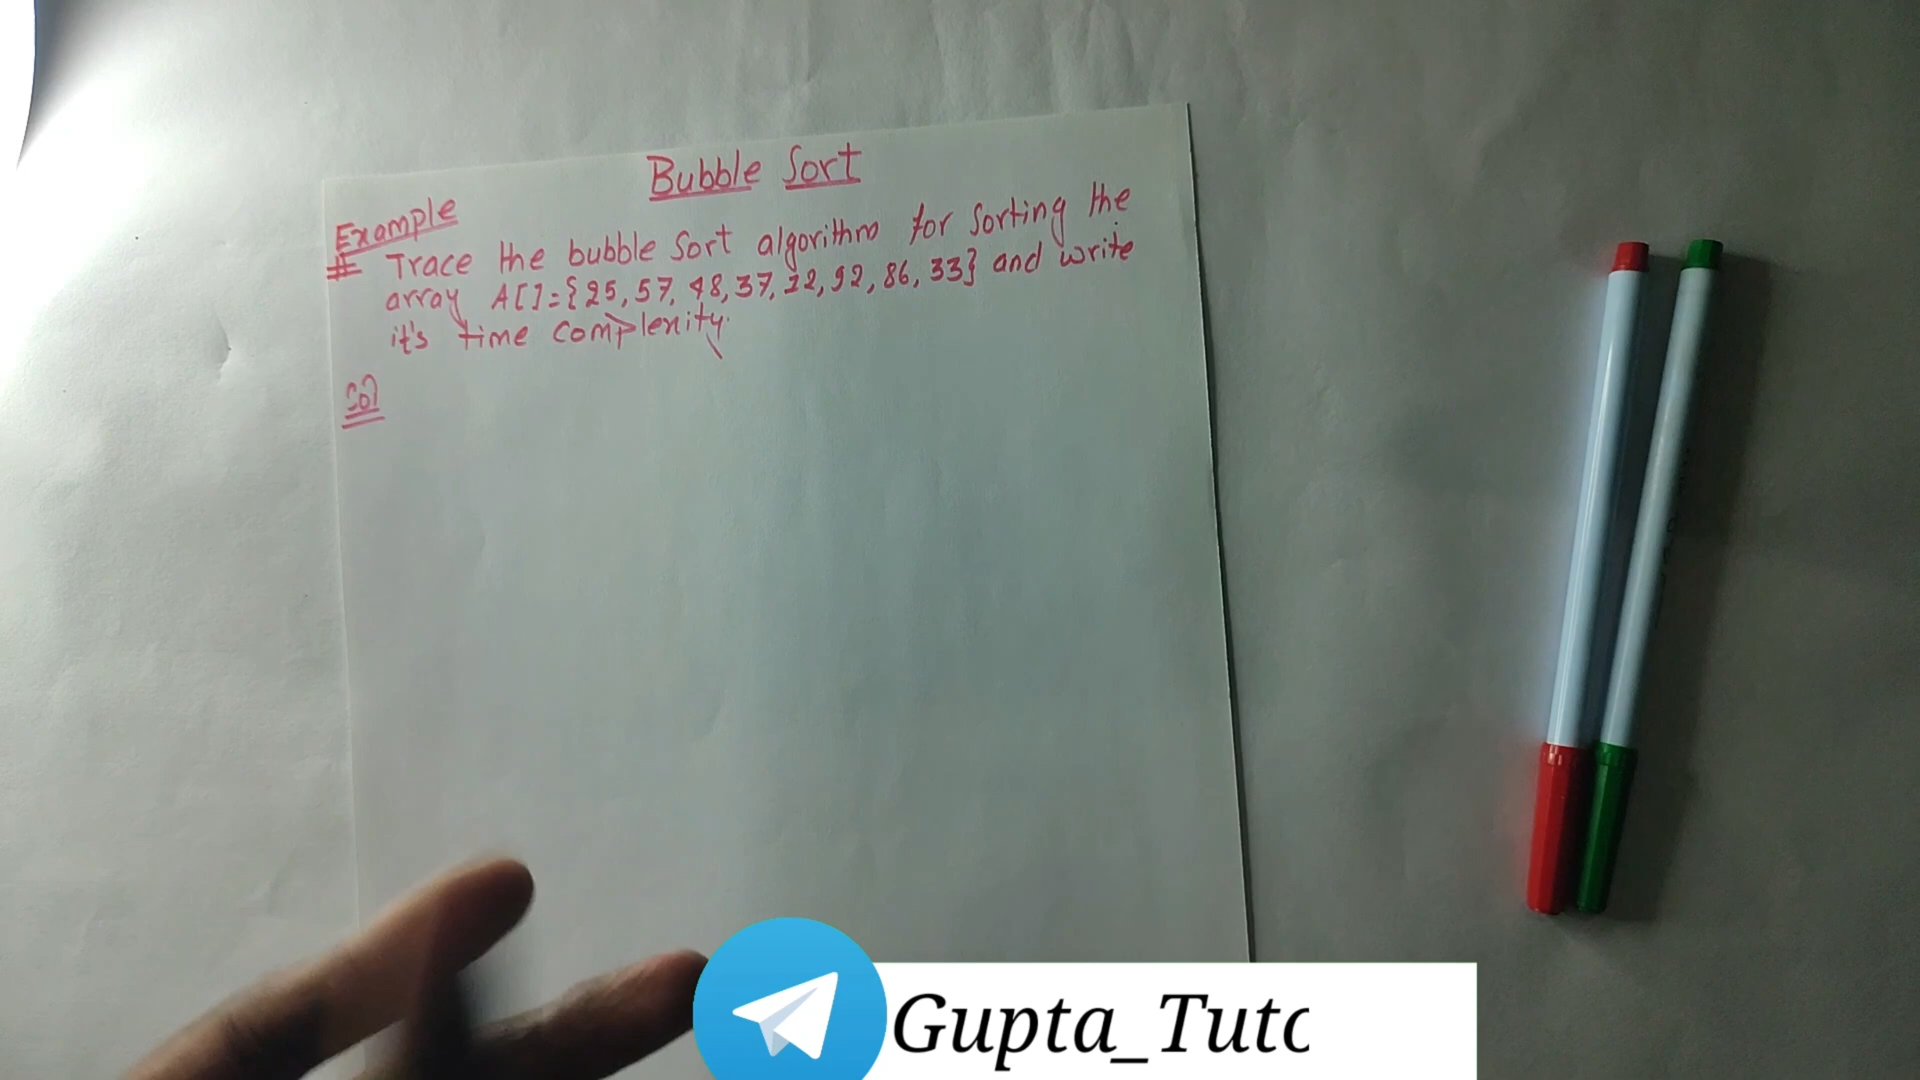 Bubble Sort
Example
# Trace the bubble sort algorithm for sorting the
array A[]={25, 57, 48, 37, 12, 92, 86, 33} and write
it's time complexity.
Sol
Gupta_Tuto